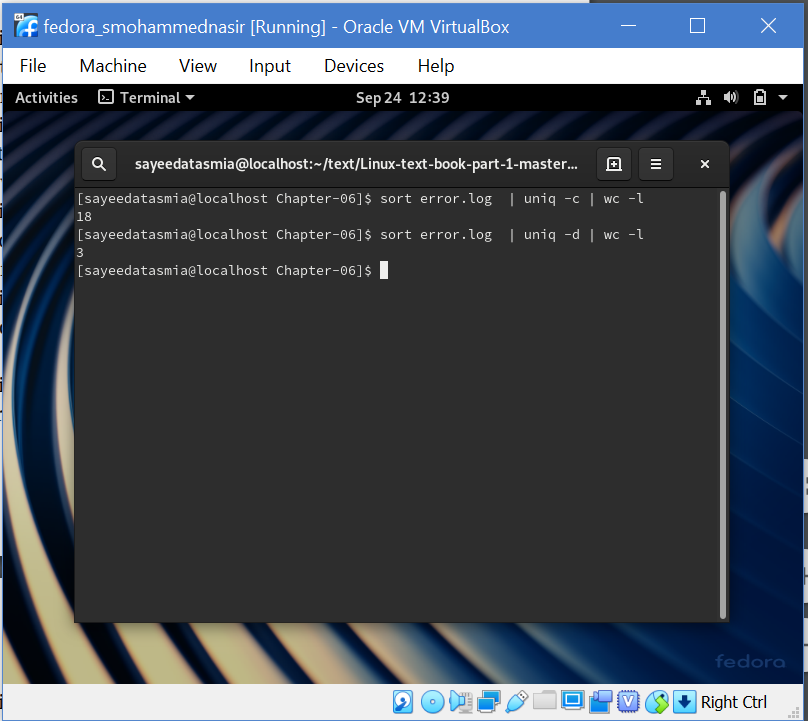 fedora_smohammednasir [Running] - Oracle VM VirtualBox
File Machine View Input Devices Help
Activities Terminal Sep 24 12:39
sayeedatasmia@localhost:~/text/Linux-text-book-part-1-master...
[sayeedatasmia@localhost Chapter-06]$ sort error.log  | uniq -c | wc -l
18
[sayeedatasmia@localhost Chapter-06]$ sort error.log  | uniq -d | wc -l
3
[sayeedatasmia@localhost Chapter-06]$
fedora
Right Ctrl